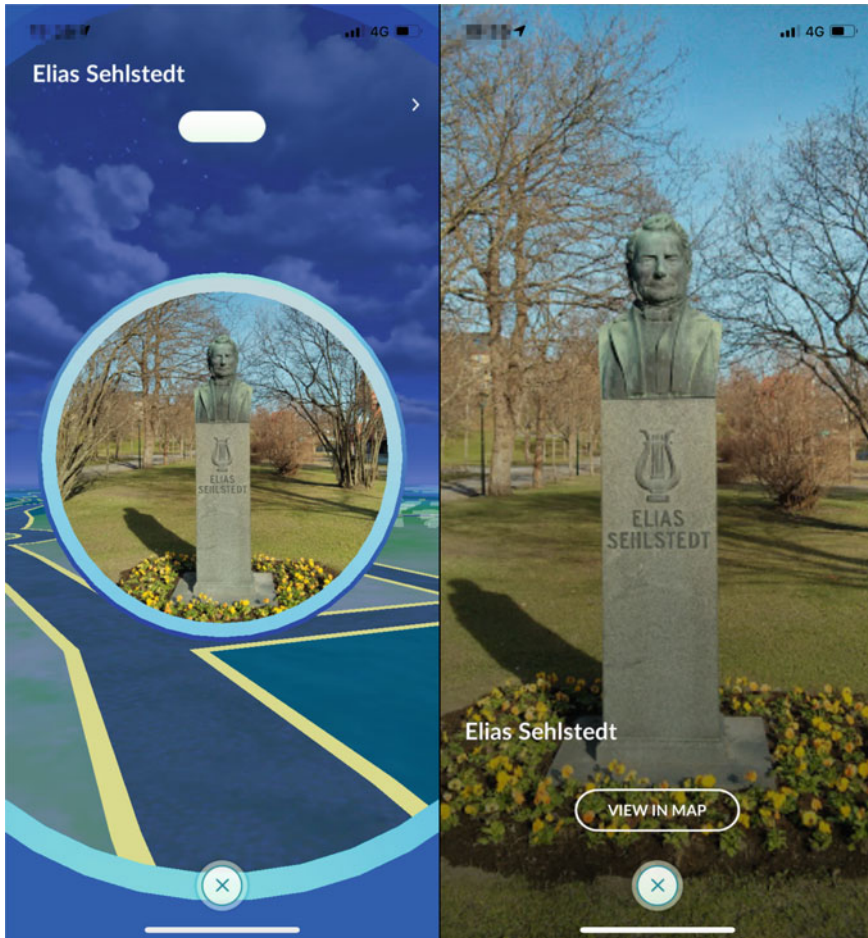 4G
Elias Sehlstedt
ELIAS
SEHLSTEDT
4G
ELIAS
SEHLSTEDT
Elias Sehlstedt
VIEW IN MAP